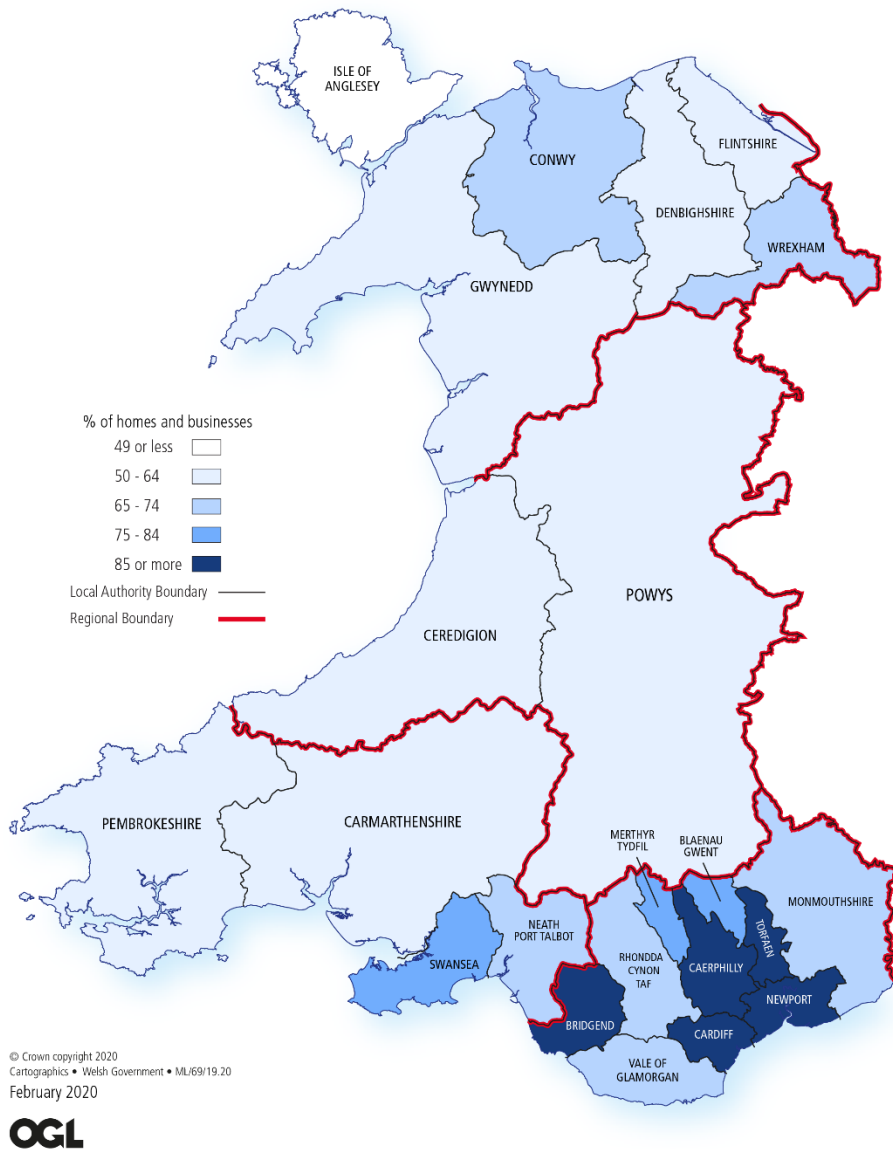 ISLE OF
ANGLESEY
FLINTSHIRE
CONWY
DENBIGHSHIRE
WREXHAM
GWYNEDD
% of homes and businesses
49 or less
50 - 64
65 - 74
75 - 84
85 or more
Local Authority Boundary
Regional Boundary
POWYS
CEREDIGION
PEMBROKESHIRE
CARMARTHENSHIRE
MERTHYR
TYDFIL
BLAENAU
GWENT
MONMOUTHSHIRE
NEATH
PORT TALBOT
TORFAEN
SWANSEA
RHONDDA
CYNON
TAF
CAERPHILLY
NEWPORT
BRIDGEND
CARDIFF
VALE OF
GLAMORGAN
© Crown copyright 2020
Cartographics • Welsh Government • ML/69/19.20
February 2020
OGL